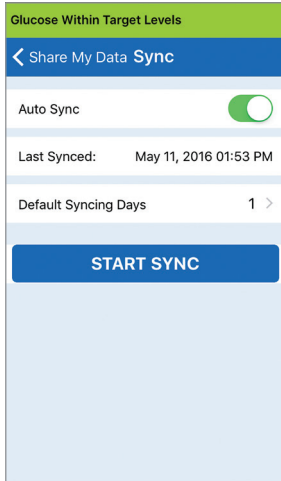 Glucose Within Target Levels
Share My Data Sync
Auto Sync
Last Synced: May 11, 2016 01:53 PM
Default Syncing Days 1
START SYNC